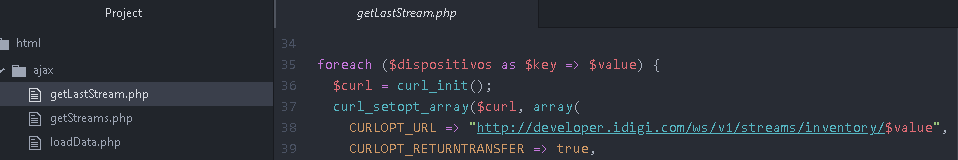 Project
getLastStream.php
html
ajax
getLastStream.php
getStreams.php
loadData.php
34
35 foreach ($dispositivos as $key => $value) {
36 $curl = curl_init();
37 curl_setopt_array($curl, array(
38 CURLOPT_URL => "http://developer.idigi.com/ws/v1/streams/inventory/$value",
39 CURLOPT_RETURNTRANSFER => true,